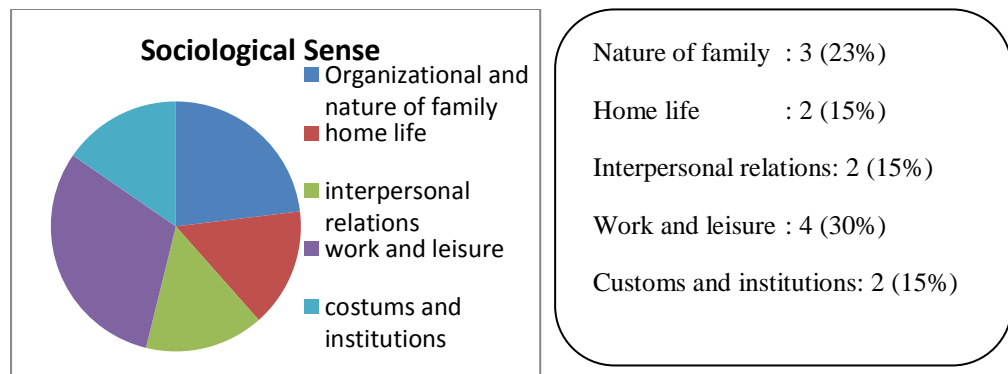 Sociological Sense
Organizational and
nature of family
home life
interpersonal
relations
work and leisure
costums and
institutions
Nature of family : 3 (23%)
Home life : 2 (15%)
Interpersonal relations: 2 (15%)
Work and leisure : 4 (30%)
Customs and institutions: 2 (15%)